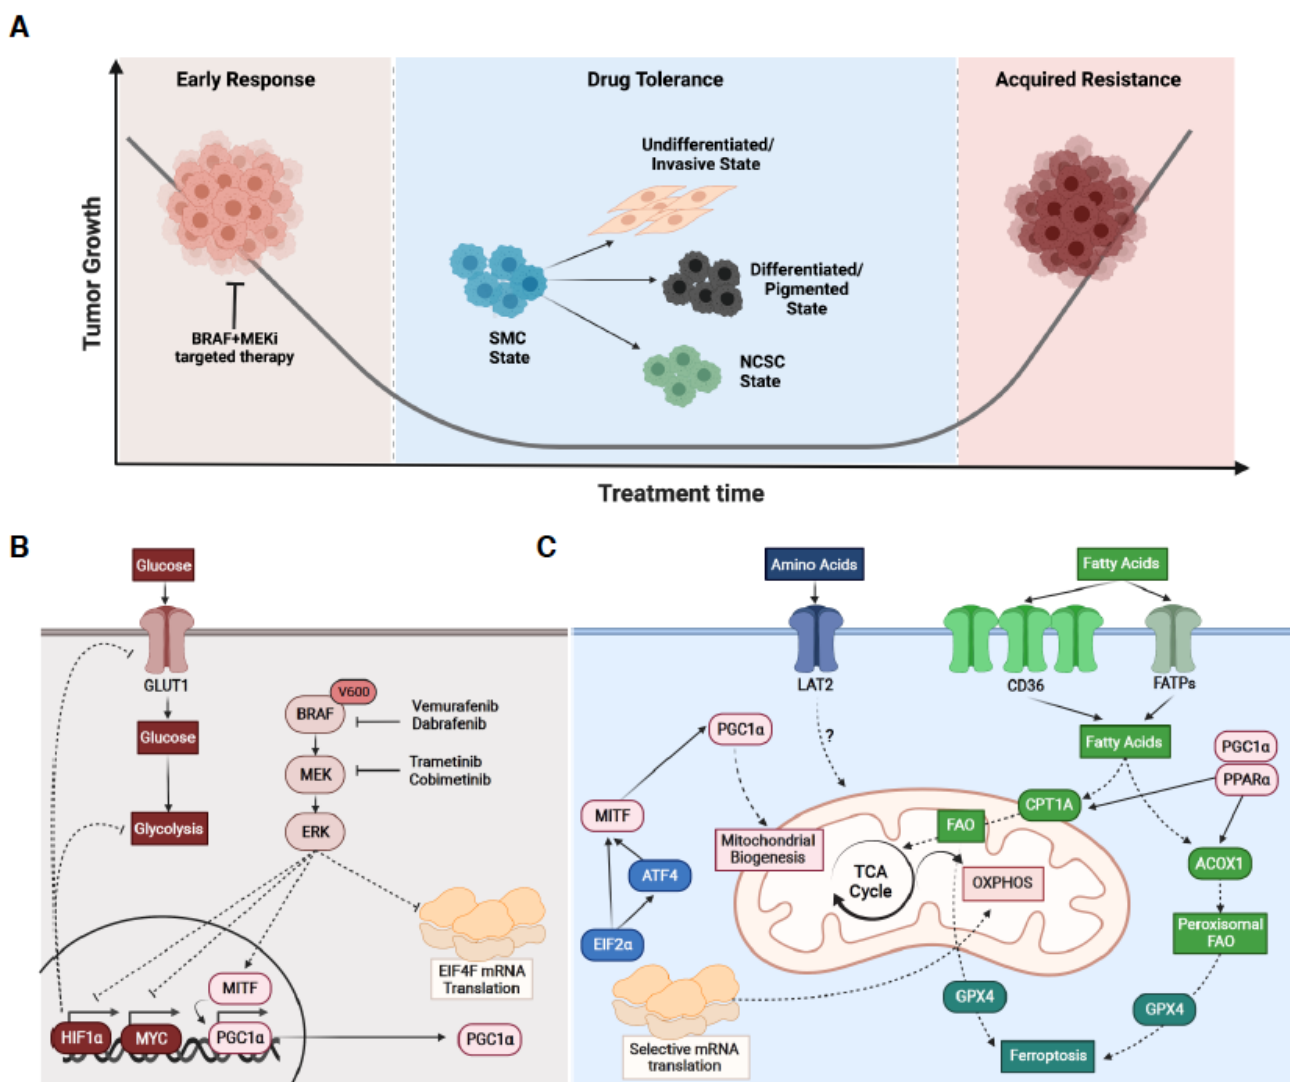 A
Early Response
Drug Tolerance
Acquired Resistance
Undifferentiated/
Invasive State
Differentiated/
Pigmented
State
SMC
State
NCSC
State
BRAF+MEKi
targeted therapy
Tumor Growth
Treatment time
B
Glucose
GLUT1
Glucose
Glycolysis
V600
BRAF
Vemurafenib
Dabrafenib
MEK
Trametinib
Cobimetinib
ERK
EIF4F mRNA
Translation
MITF
HIF1α
MYC
PGC1α
PGC1α
C
Amino Acids
Fatty Acids
LAT2
CD36
FATPs
?
PGC1α
Fatty Acids
PGC1α
PPARα
MITF
CPT1A
FAO
Mitochondrial
Biogenesis
TCA
Cycle
OXPHOS
ATF4
ACOX1
EIF2α
Peroxisomal
FAO
GPX4
GPX4
Selective mRNA
translation
Ferroptosis